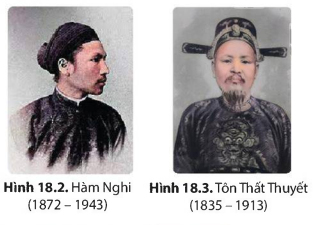 Hình 18.2. Hàm Nghi
(1872 – 1943)
Hình 18.3. Tôn Thất Thuyết
(1835 – 1913)